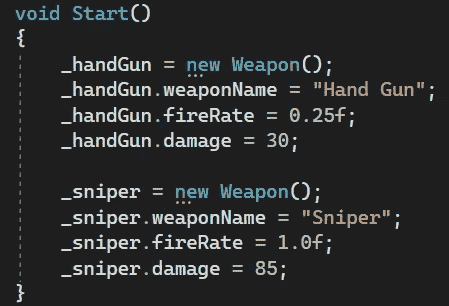 void Start()
{
    _handGun = new Weapon();
    _handGun.weaponName = "Hand Gun";
    _handGun.fireRate = 0.25f;
    _handGun.damage = 30;

    _sniper = new Weapon();
    _sniper.weaponName = "Sniper";
    _sniper.fireRate = 1.0f;
    _sniper.damage = 85;
}